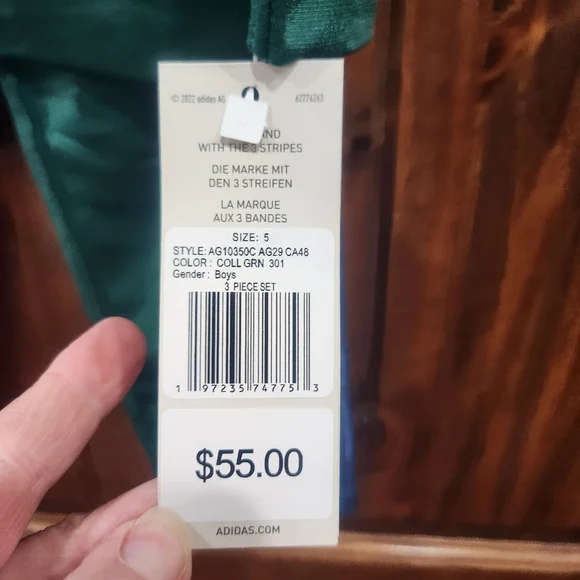 © 2022 adidas AG 62774263
AND
WITH THE 3 STRIPES
DIE MARKE MIT
DEN 3 STREIFEN
LA MARQUE
AUX 3 BANDES
SIZE: 5
STYLE: AG10350C AG29 CA48
COLOR: COLL GRN 301
Gender: Boys
3 PIECE SET
1 97235 74775 3
$55.00
ADIDAS.COM